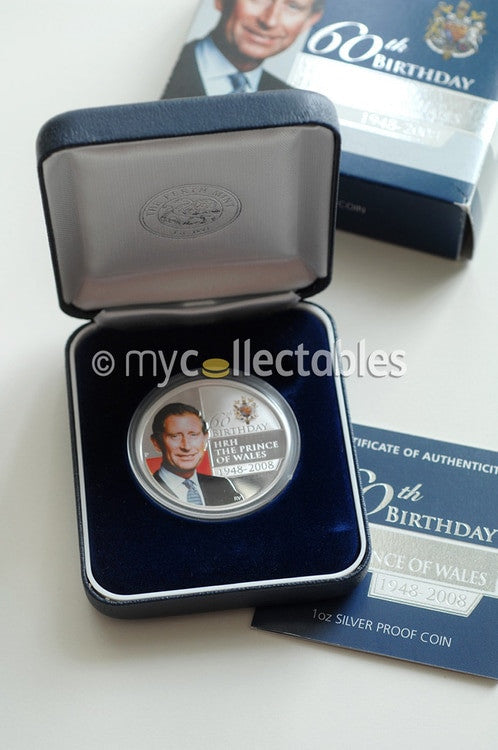 60th
BIRTHDAY
1948-2008
COIN
THE PERTH MINT
© mycollectables
60th
BIRTHDAY
HRH
THE PRINCE
OF WALES
1948-2008
P
CERTIFICATE OF AUTHENTICITY
60th
BIRTHDAY
PRINCE OF WALES
1948-2008
1oz SILVER PROOF COIN